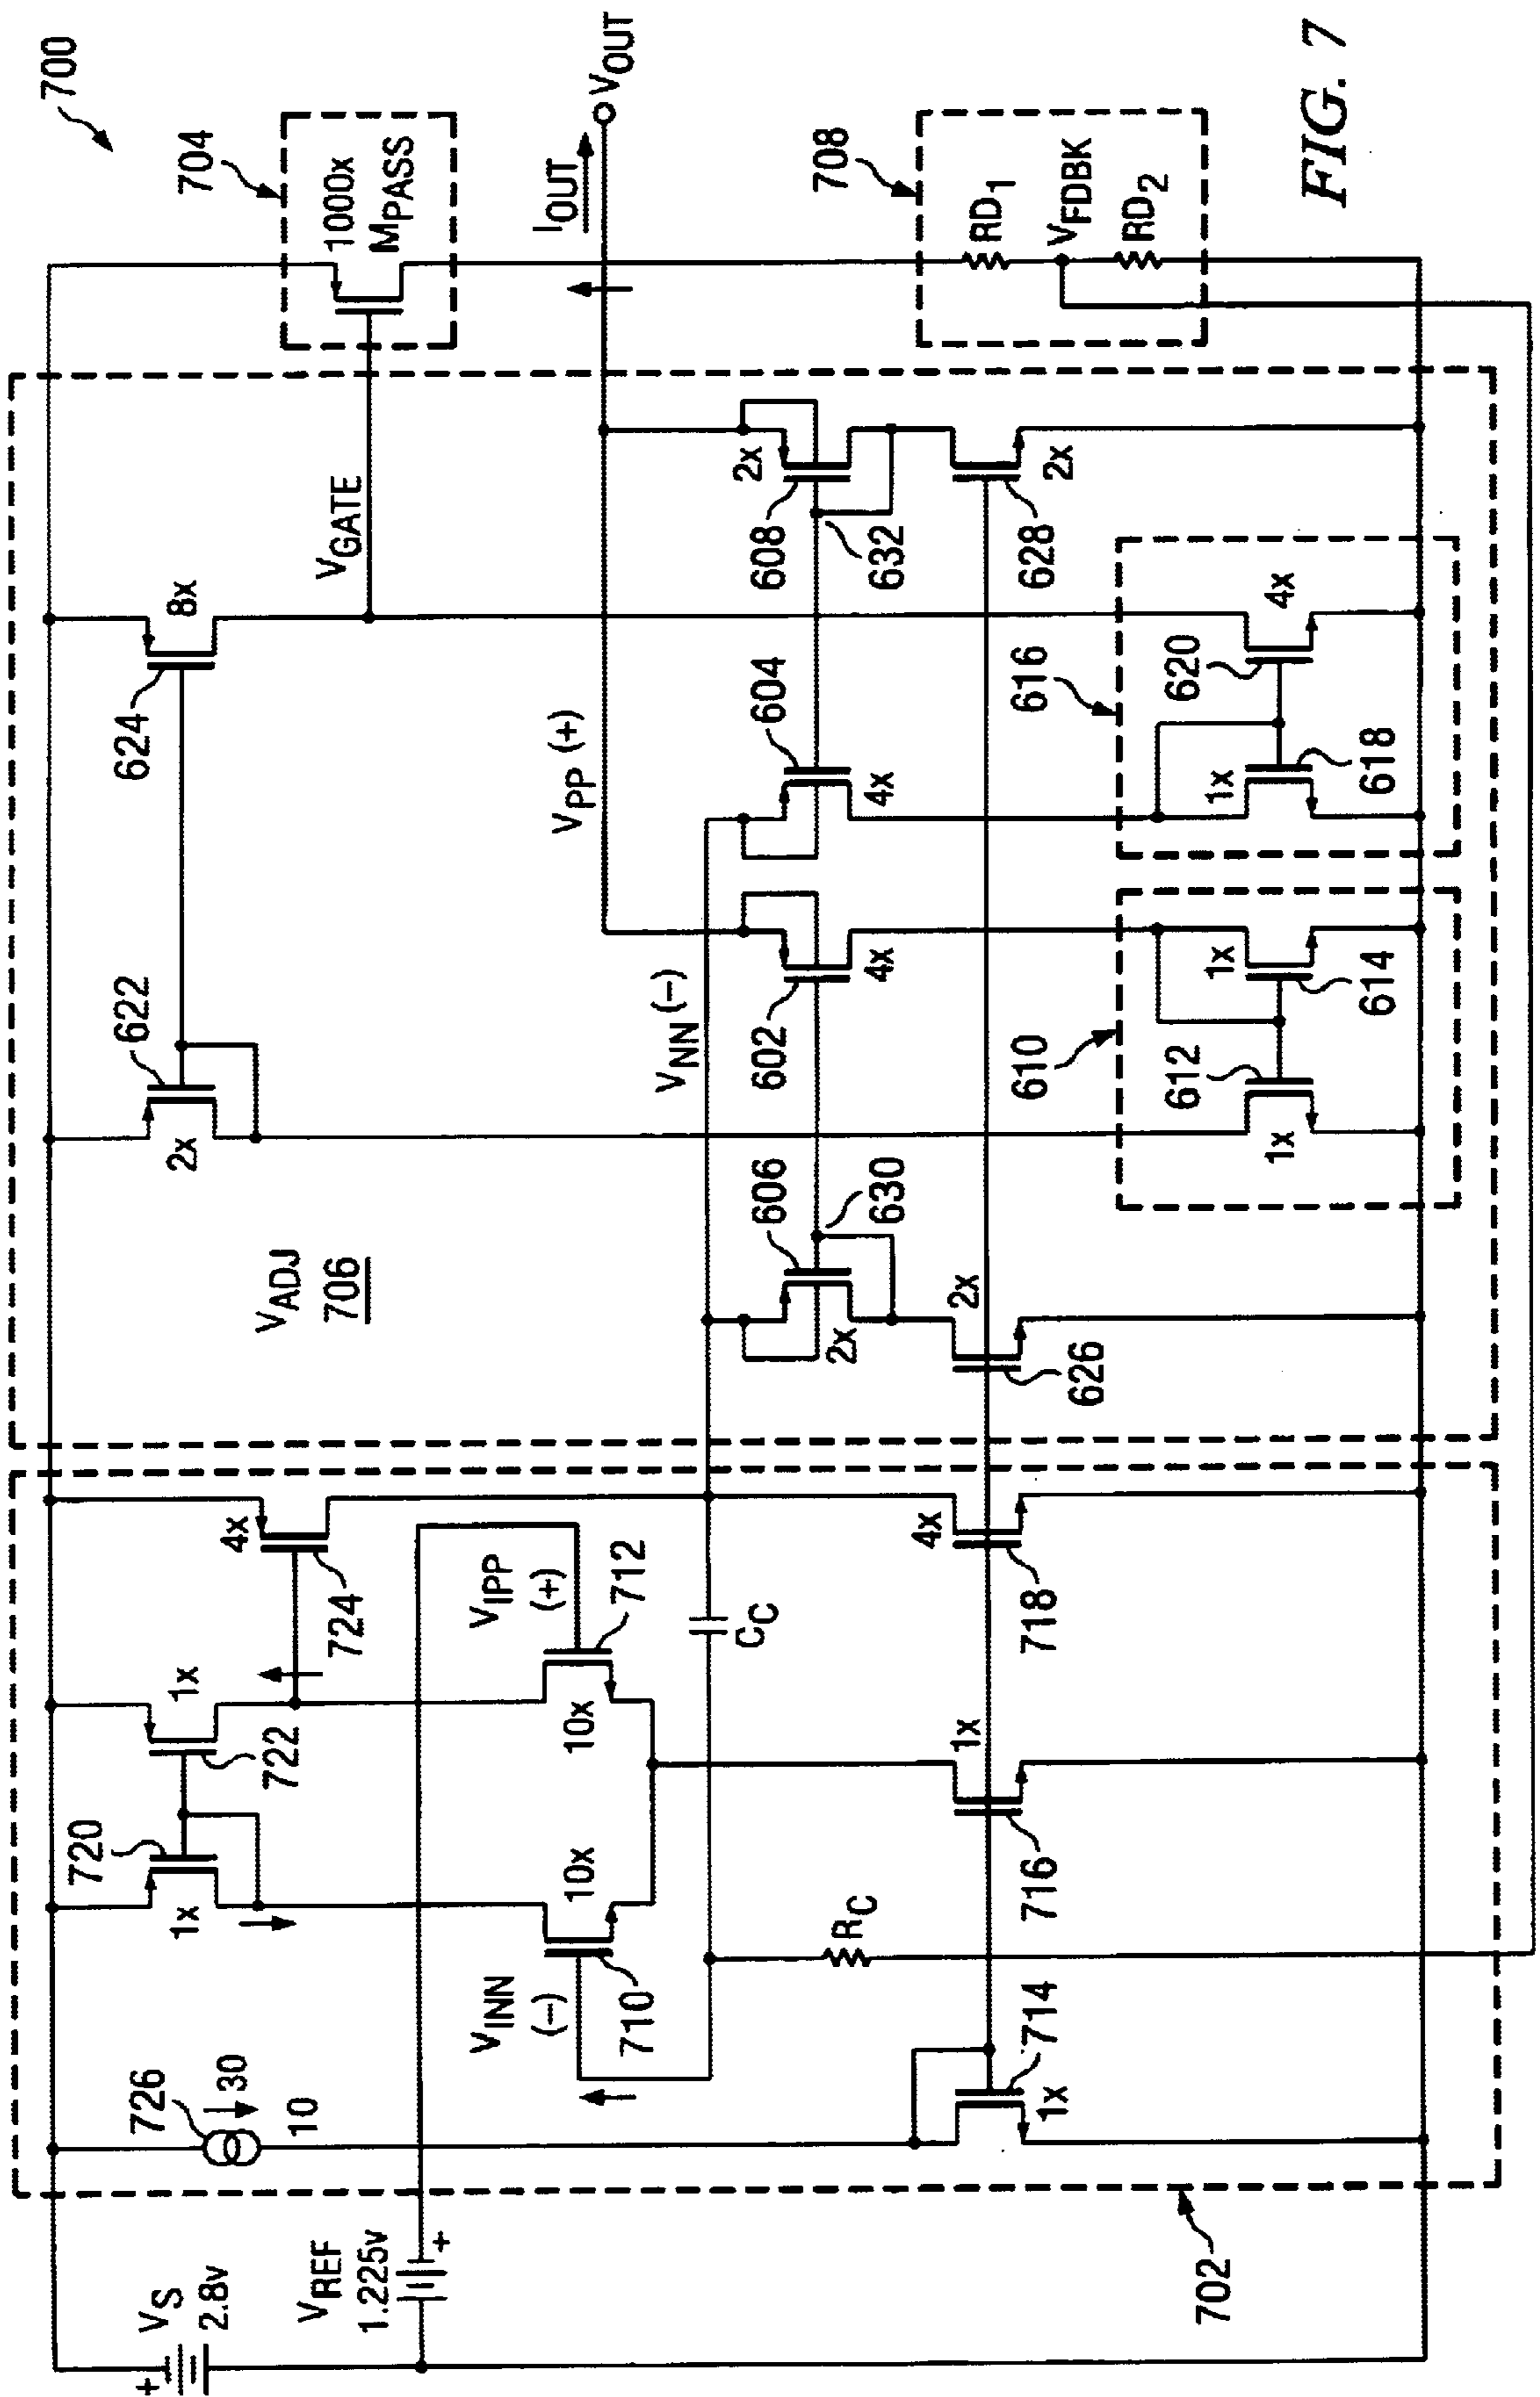 700
704
1000x
MPASS
IOUT
VOUT
708
RD1
VFDBK
RD2
FIG. 7
VGATE
8x
624
622
2x
VADJ
706
VPP (+)
VNN (-)
2x
608
632
2x
628
604
4x
602
4x
606
630
2x
2x
626
616
620
4x
618
1x
610
614
1x
612
1x
4x
724
1x
722
720
1x
VIPP
(+)
712
10x
10x
VINN
(-)
710
CC
RC
4x
718
1x
716
714
1x
726
30
10
702
VS
2.8v
+
VREF
1.225v
+